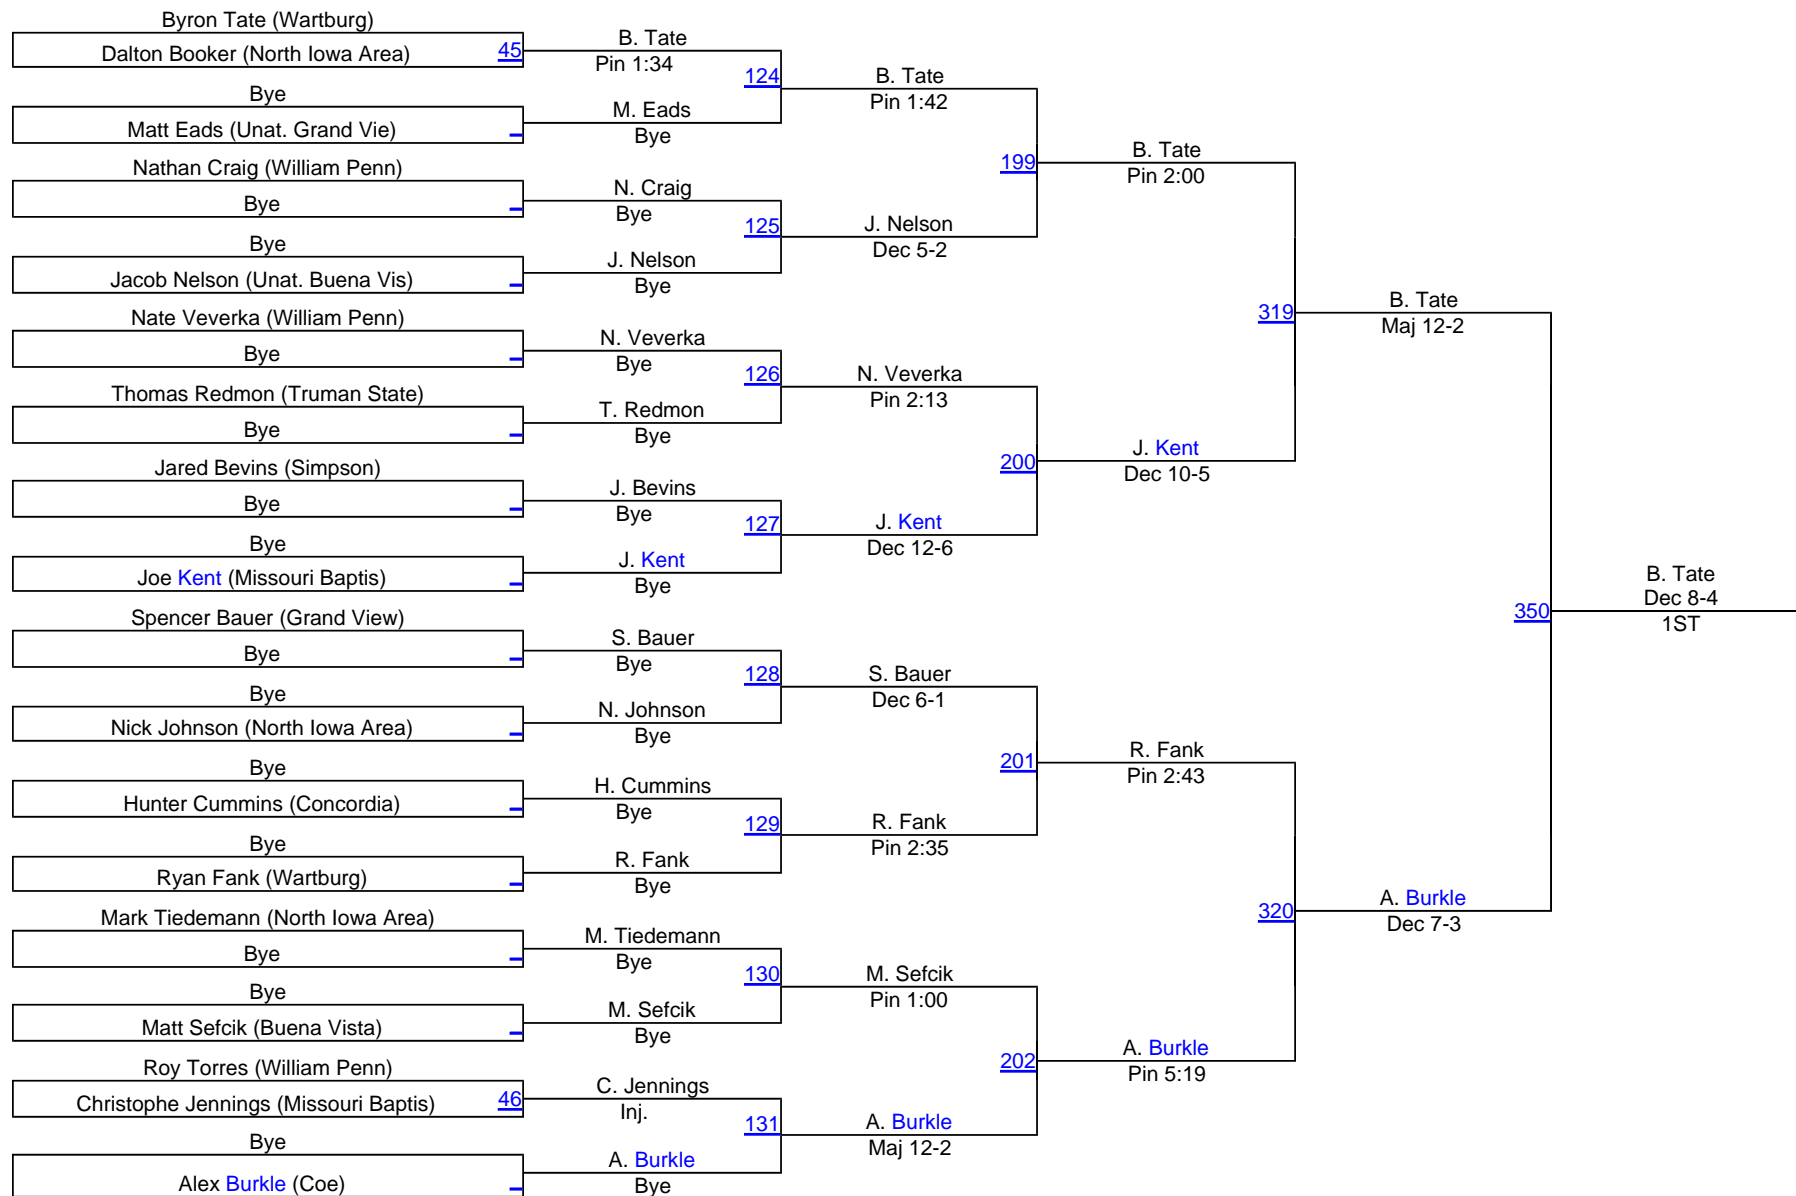 Byron Tate (Wartburg)
Dalton Booker (North Iowa Area) 45
Bye
Matt Eads (Unat. Grand Vie)
Nathan Craig (William Penn)
Bye
Bye
Jacob Nelson (Unat. Buena Vis)
Nate Veverka (William Penn)
Bye
Thomas Redmon (Truman State)
Bye
Jared Bevins (Simpson)
Bye
Bye
Joe Kent (Missouri Baptis)
Spencer Bauer (Grand View)
Bye
Bye
Nick Johnson (North Iowa Area)
Bye
Hunter Cummins (Concordia)
Bye
Ryan Fank (Wartburg)
Mark Tiedemann (North Iowa Area)
Bye
Bye
Matt Sefcik (Buena Vista)
Roy Torres (William Penn)
Christophe Jennings (Missouri Baptis) 46
Bye
Alex Burkle (Coe)
B. Tate
Pin 1:34
124
M. Eads
Bye
N. Craig
Bye
125
J. Nelson
Bye
N. Veverka
Bye
126
T. Redmon
Bye
J. Bevins
Bye
127
J. Kent
Bye
S. Bauer
Bye
128
N. Johnson
Bye
H. Cummins
Bye
129
R. Fank
Bye
M. Tiedemann
Bye
130
M. Sefcik
Bye
C. Jennings
Inj.
131
A. Burkle
Bye
B. Tate
Pin 1:42
199
J. Nelson
Dec 5-2
N. Veverka
Pin 2:13
200
J. Kent
Dec 12-6
S. Bauer
Dec 6-1
201
R. Fank
Pin 2:35
M. Sefcik
Pin 1:00
202
A. Burkle
Maj 12-2
B. Tate
Pin 2:00
319
J. Kent
Dec 10-5
R. Fank
Pin 2:43
320
A. Burkle
Pin 5:19
B. Tate
Maj 12-2
350
A. Burkle
Dec 7-3
B. Tate
Dec 8-4
1ST